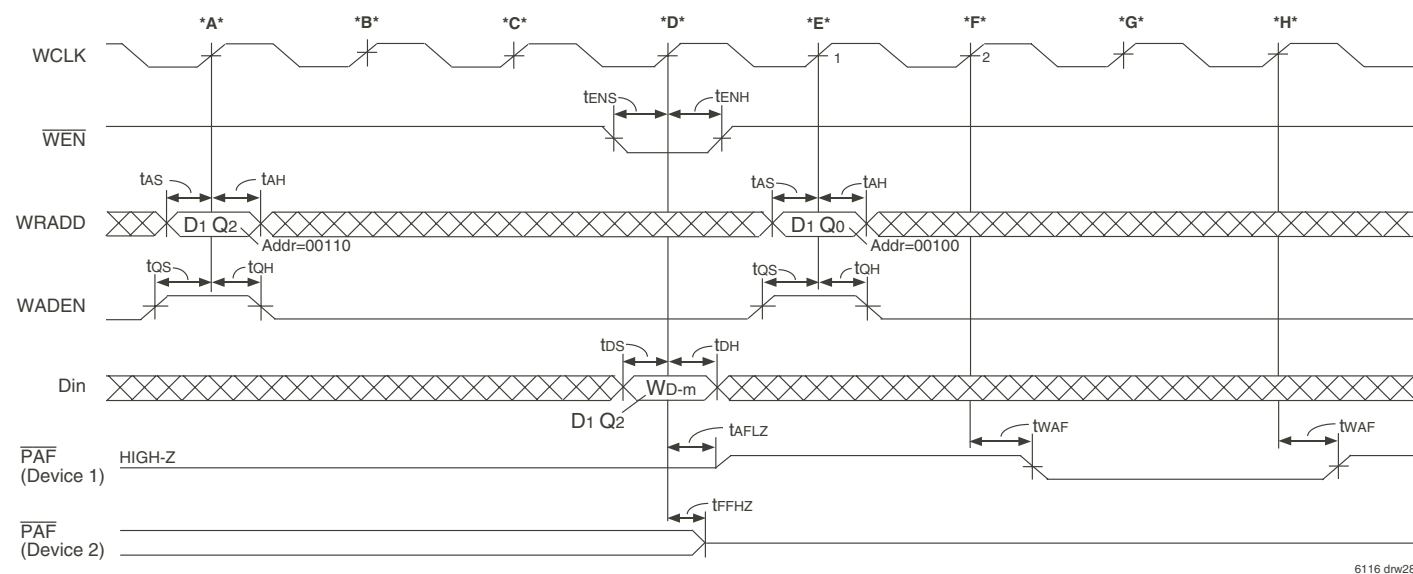 *A* *B* *C* *D* *E* *F* *G* *H*
WCLK 1 2
tENS tENH
WEN
tAS tAH tAS tAH
WRADD D1 Q2 D1 Q0
Addr=00110 Addr=00100
tQS tQH tQS tQH
WADEN
tDS tDH
Din WD-m
D1 Q2
tAFLZ tWAF tWAF
PAF HIGH-Z
(Device 1)
tFFHZ
PAF
(Device 2)
6116 drw28